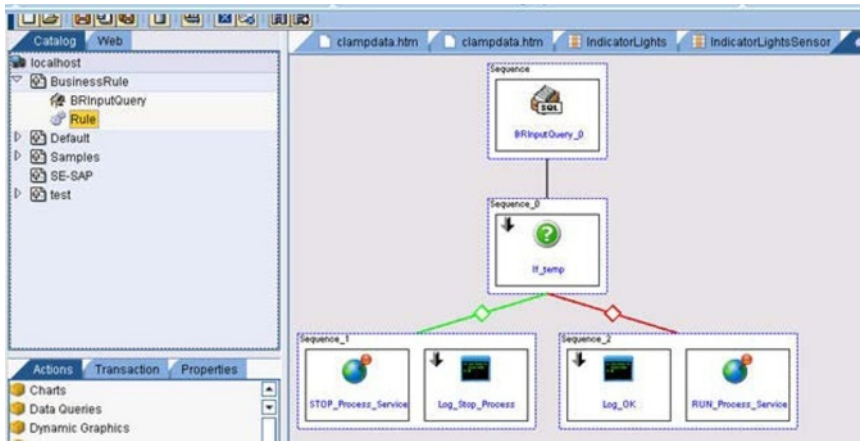 Catalog
Web
clampdata.htm
clampdata.htm
IndicatorLights
IndicatorLightsSensor
localhost
BusinessRule
BRInputQuery
Rule
Default
Samples
SE-SAP
test
Sequence
SQL
BRInputQuery_0
Sequence_0
If_temp
Sequence_1
STOP_Process_Service
Log_Stop_Process
Sequence_2
Log_OK
RUN_Process_Service
Actions
Transaction
Properties
Charts
Data Queries
Dynamic Graphics